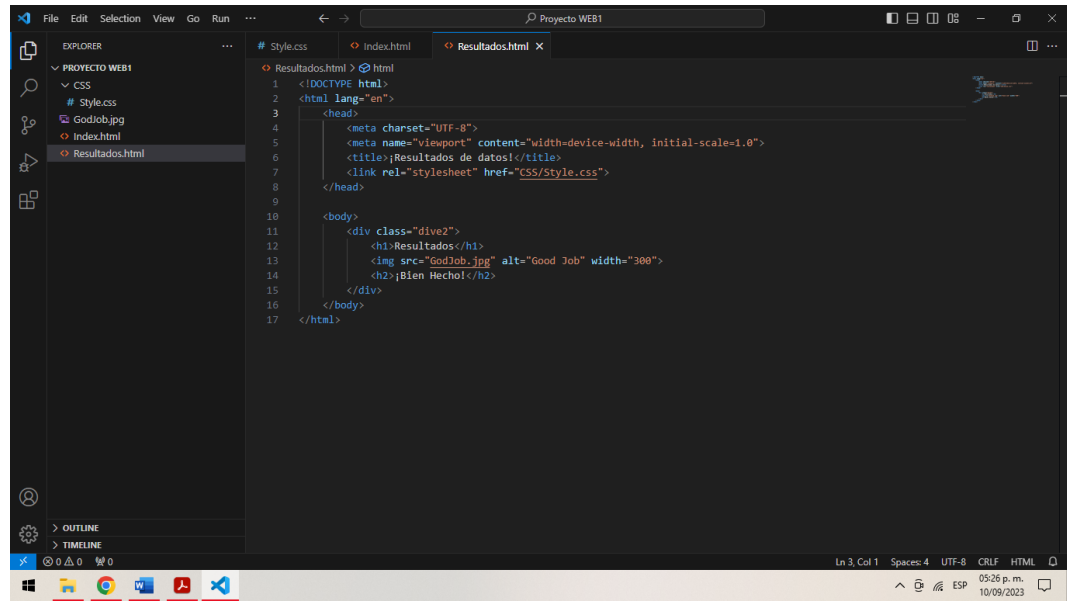 File Edit Selection View Go Run ···
Proyecto WEB1
EXPLORER ···
PROYECTO WEB1
CSS
# Style.css
GodJob.jpg
<> Index.html
<> Resultados.html
# Style.css <> Index.html <> Resultados.html ×
<> Resultados.html > html
1 <!DOCTYPE html>
2 <html lang="en">
3 <head>
4 <meta charset="UTF-8">
5 <meta name="viewport" content="width=device-width, initial-scale=1.0">
6 <title>¡Resultados de datos!</title>
7 <link rel="stylesheet" href="CSS/Style.css">
8 </head>
9
10 <body>
11 <div class="dive2">
12 <h1>Resultados</h1>
13 <img src="GodJob.jpg" alt="Good Job" width="300">
14 <h2>¡Bien Hecho!</h2>
15 </div>
16 </body>
17 </html>
> OUTLINE
> TIMELINE
0 0 0 Ln 3, Col 1 Spaces: 4 UTF-8 CRLF HTML
ESP 05:26 p. m.
10/09/2023